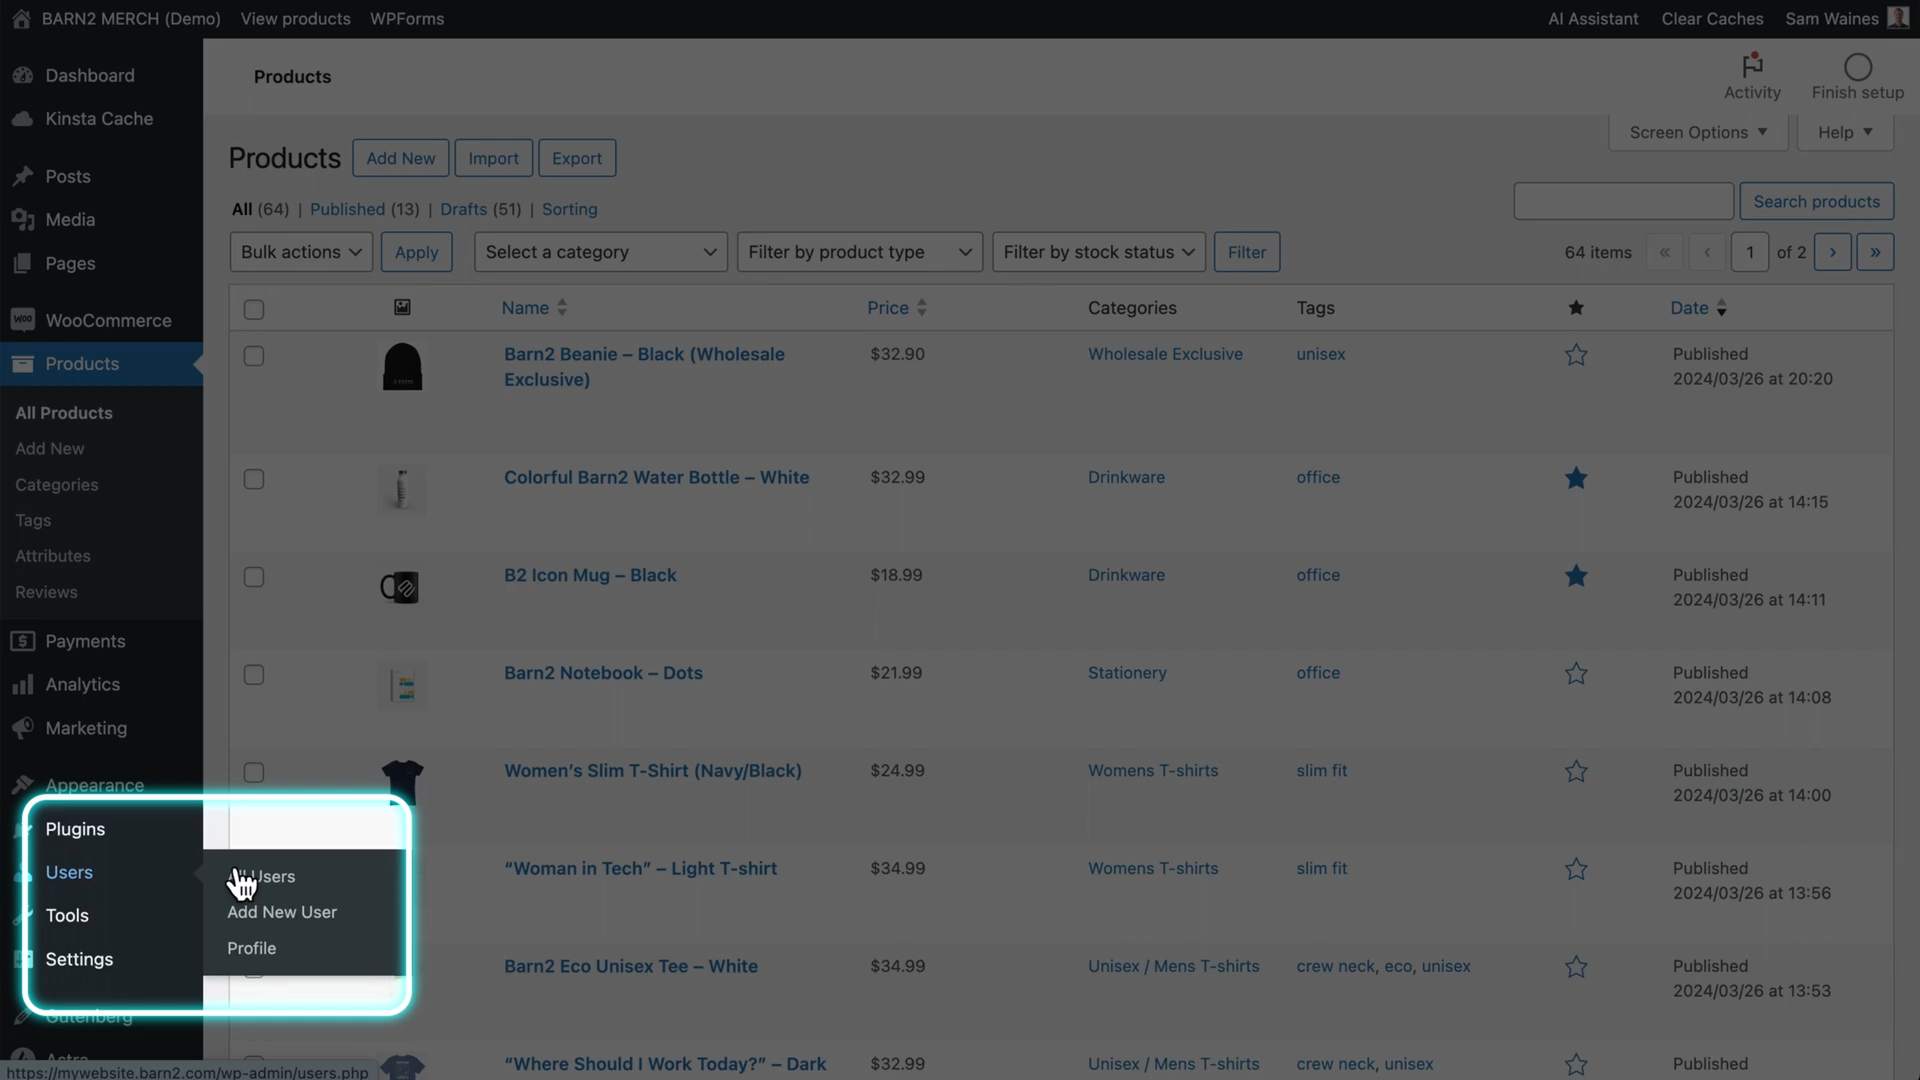 BARN2 MERCH (Demo) View products WPForms AI Assistant Clear Caches Sam Waines
Dashboard
Kinsta Cache
Posts
Media
Pages
WOO WooCommerce
Products
All Products
Add New
Categories
Tags
Attributes
Reviews
Payments
Analytics
Marketing
Appearance
Plugins
Users
Tools
Settings
Gutenberg
Astra
Users
Add New User
Profile
https://mywebsite.barn2.com/wp-admin/users.php
Products
Activity
Finish setup
Screen Options
Help
Products Add New Import Export
All (64) | Published (13) | Drafts (51) | Sorting
Search products
Bulk actions Apply Select a category Filter by product type Filter by stock status Filter 64 items « ‹ 1 of 2 › »
Name Price Categories Tags Date
Barn2 Beanie – Black (Wholesale $32.90 Wholesale Exclusive unisex Published
Exclusive) 2024/03/26 at 20:20
Colorful Barn2 Water Bottle – White $32.99 Drinkware office Published
2024/03/26 at 14:15
B2 Icon Mug – Black $18.99 Drinkware office Published
2024/03/26 at 14:11
Barn2 Notebook – Dots $21.99 Stationery office Published
2024/03/26 at 14:08
Women’s Slim T-Shirt (Navy/Black) $24.99 Womens T-shirts slim fit Published
2024/03/26 at 14:00
“Woman in Tech” – Light T-shirt $34.99 Womens T-shirts slim fit Published
2024/03/26 at 13:56
Barn2 Eco Unisex Tee – White $34.99 Unisex / Mens T-shirts crew neck, eco, unisex Published
2024/03/26 at 13:53
“Where Should I Work Today?” – Dark $32.99 Unisex / Mens T-shirts crew neck, unisex Published